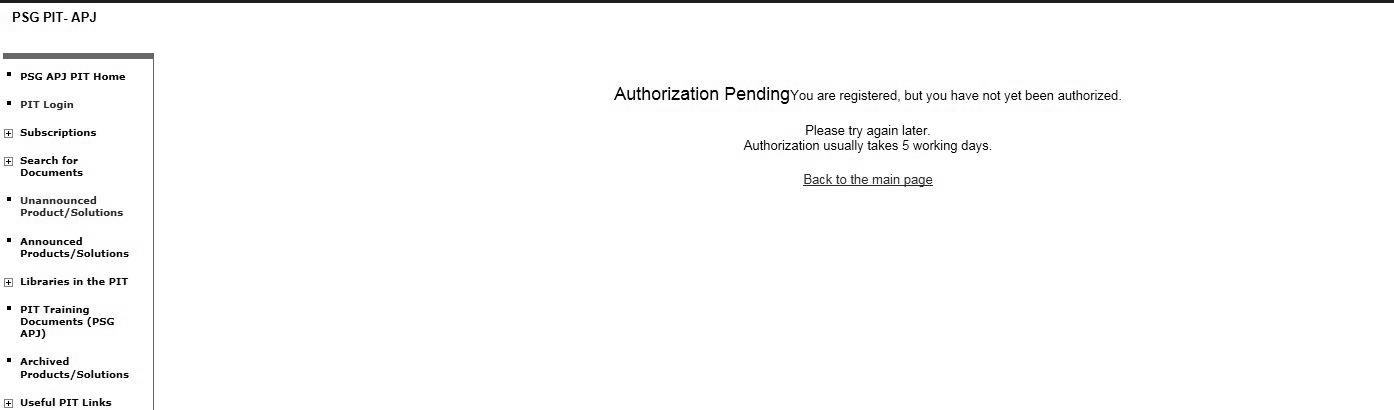 PSG PIT- APJ
PSG APJ PIT Home
PIT Login
Subscriptions
Search for
Documents
Unannounced
Product/Solutions
Announced
Products/Solutions
Libraries in the PIT
PIT Training
Documents (PSG
APJ)
Archived
Products/Solutions
Useful PIT Links
Authorization PendingYou are registered, but you have not yet been authorized.
Please try again later.
Authorization usually takes 5 working days.
Back to the main page